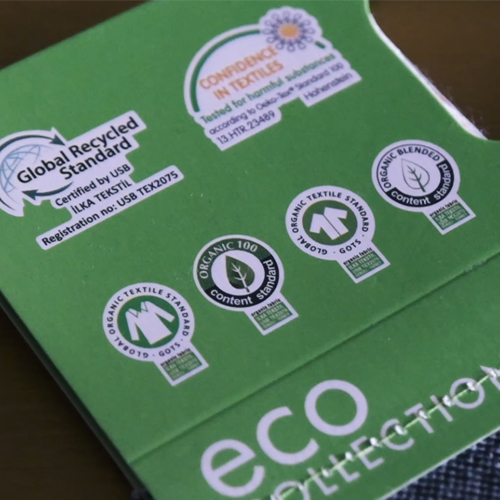 CONFIDENCE
IN TEXTILES
Tested for harmful substances
according to Oeko-Tex® Standard 100
13.HTR.23489 Hohenstein
Global Recycled
Standard
Certified by USB
İLKA TEKSTİL
Registration no: USB TEX2075
ORGANIC BLENDED
content standard
GLOBAL ORGANIC TEXTILE STANDARD
· GOTS ·
ORGANIC 100
content standard
GLOBAL ORGANIC TEXTILE STANDARD
· GOTS ·
eco
COLLECTION